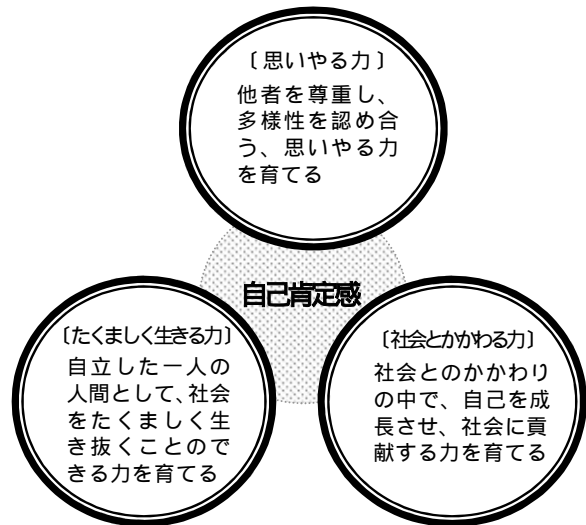 〔思いやる力〕
他者を尊重し、
多様性を認め合
う、思いやる力
を育てる
自己肯定感
〔たくましく生きる力〕
自立した一人の
人間として、社会
をたくましく生
き抜くことので
きる力を育てる
〔社会とかかわる力〕
社会とのかかわり
の中で、自己を成
長させ、社会に貢
献する力を育てる